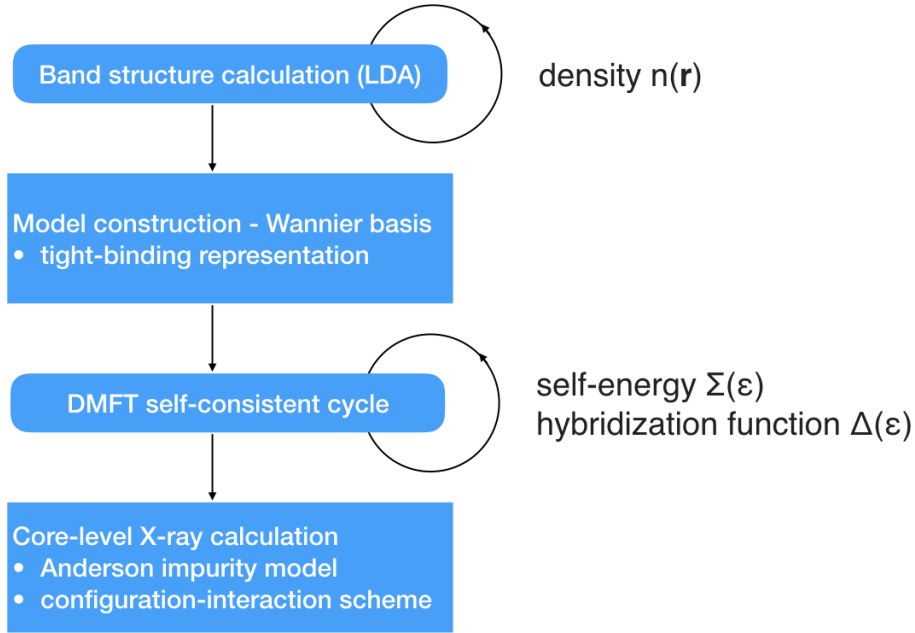 Band structure calculation (LDA)
density n(r)
Model construction - Wannier basis
• tight-binding representation
DMFT self-consistent cycle
self-energy Σ(ε)
hybridization function Δ(ε)
Core-level X-ray calculation
• Anderson impurity model
• configuration-interaction scheme